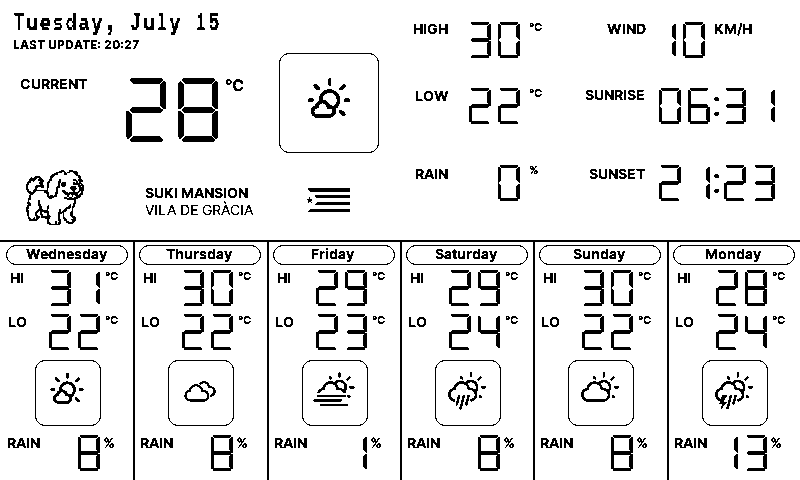 Tuesday, July 15
LAST UPDATE: 20:27
CURRENT 28 °C
HIGH 30 °C
LOW 22 °C
RAIN 0 %
WIND 10 KM/H
SUNRISE 06:31
SUNSET 21:23
SUKI MANSION
VILA DE GRÀCIA
Wednesday
HI 31 °C
LO 22 °C
RAIN 8 %
Thursday
HI 30 °C
LO 22 °C
RAIN 8 %
Friday
HI 29 °C
LO 23 °C
RAIN 1 %
Saturday
HI 29 °C
LO 24 °C
RAIN 8 %
Sunday
HI 30 °C
LO 22 °C
RAIN 8 %
Monday
HI 28 °C
LO 24 °C
RAIN 13 %